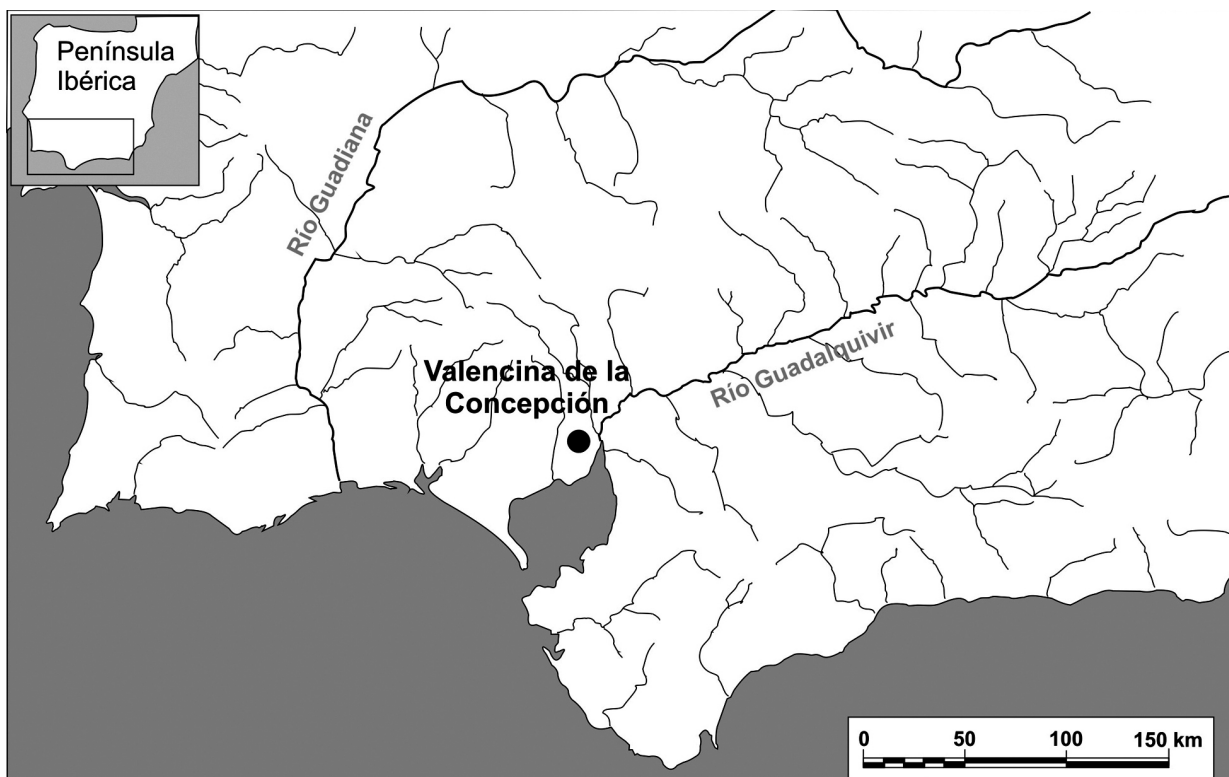 Península
Ibérica
Río Guadiana
Valencina de la
Concepción
Río Guadalquivir
0 50 100 150 km